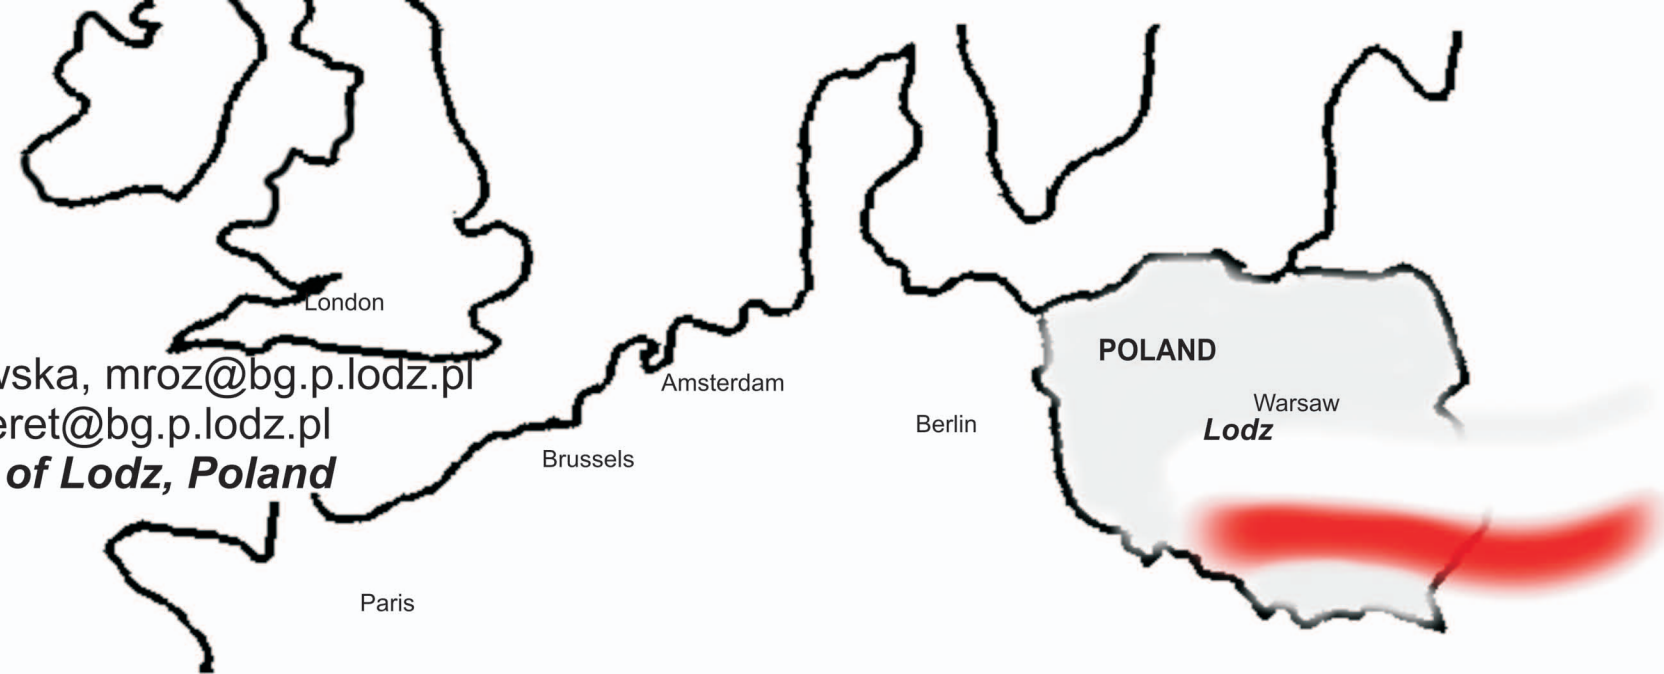 London
POLAND
wska, mroz@bg.p.lodz.pl
Amsterdam
Warsaw
eret@bg.p.lodz.pl
Berlin
Lodz
Brussels
of Lodz, Poland
Paris